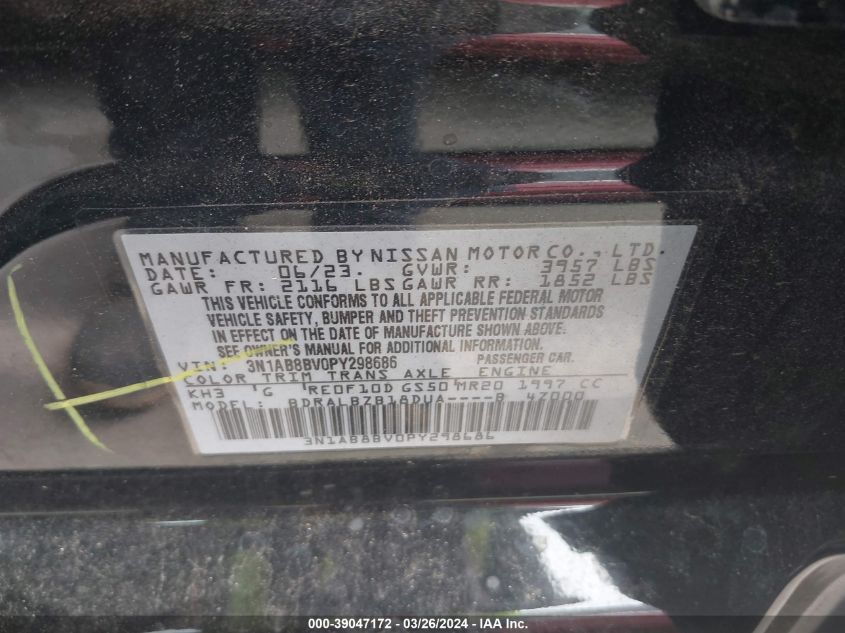 MANUFACTURED BY NISSAN MOTOR CO., LTD.
DATE: 06/23. GVWR: 3957 LBS
GAWR FR: 2116 LBS GAWR RR: 1852 LBS
THIS VEHICLE CONFORMS TO ALL APPLICABLE FEDERAL MOTOR
VEHICLE SAFETY, BUMPER AND THEFT PREVENTION STANDARDS
IN EFFECT ON THE DATE OF MANUFACTURE SHOWN ABOVE.
SEE OWNER'S MANUAL FOR ADDITIONAL INFORMATION.
VIN: 3N1AB8BV0PY298686 PASSENGER CAR.
COLOR TRIM TRANS AXLE ENGINE
KH3 'G 'RE0F10D GS50 MR20 1997 CC
MODEL: BDRALBZB18DUA----B 47000
3N1AB8BV0PY298686
000-39047172 | 03/26/2024 - IAA Inc.